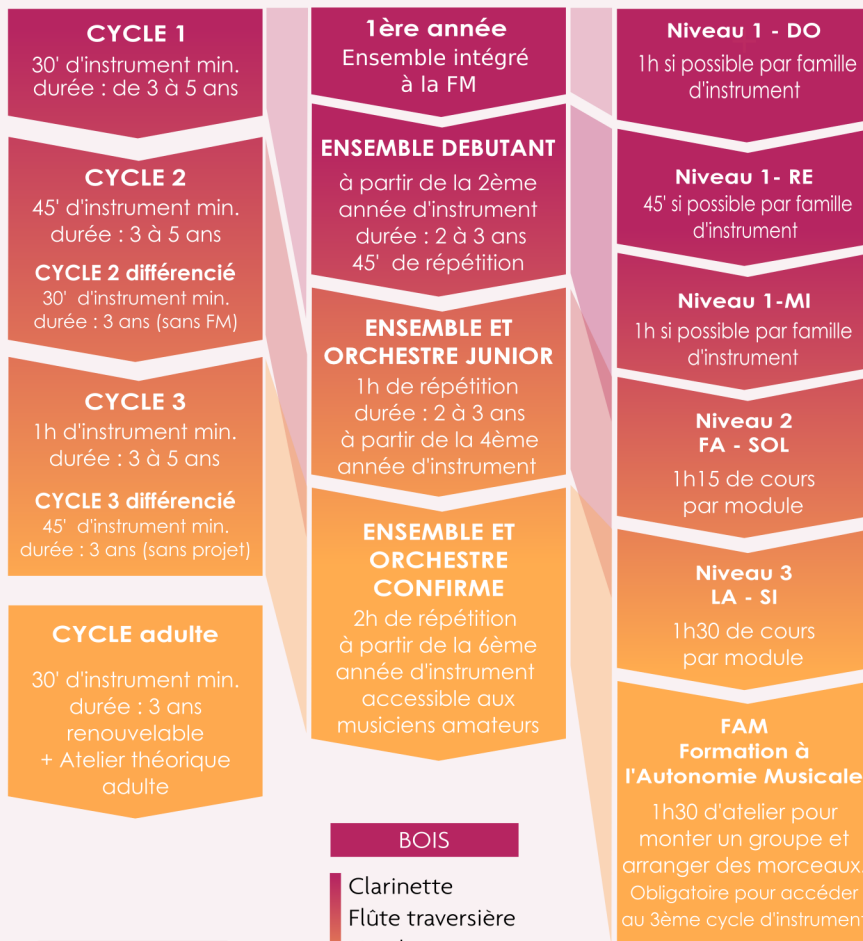 CYCLE 1
30' d'instrument min.
durée : de 3 à 5 ans
CYCLE 2
45' d'instrument min.
durée : 3 à 5 ans
CYCLE 2 différencié
30' d'instrument min.
durée : 3 ans (sans FM)
CYCLE 3
1h d'instrument min.
durée : 3 à 5 ans
CYCLE 3 différencié
45' d'instrument min.
durée : 3 ans (sans projet)
CYCLE adulte
30' d'instrument min.
durée : 3 ans
renouvelable
+ Atelier théorique
adulte
1ère année
Ensemble intégré
à la FM
ENSEMBLE DEBUTANT
à partir de la 2ème
année d'instrument
durée : 2 à 3 ans
45' de répétition
ENSEMBLE ET
ORCHESTRE JUNIOR
1h de répétition
durée : 2 à 3 ans
à partir de la 4ème
année d'instrument
ENSEMBLE ET
ORCHESTRE
CONFIRME
2h de répétition
à partir de la 6ème
année d'instrument
accessible aux
musiciens amateurs
BOIS
Clarinette
Flûte traversière
Niveau 1 - DO
1h si possible par famille
d'instrument
Niveau 1- RE
45' si possible par famille
d'instrument
Niveau 1-MI
1h si possible par famille
d'instrument
Niveau 2
FA - SOL
1h15 de cours
par module
Niveau 3
LA - SI
1h30 de cours
par module
FAM
Formation à
l'Autonomie Musicale
1h30 d'atelier pour
monter un groupe et
arranger des morceaux.
Obligatoire pour accéder
au 3ème cycle d'instrument